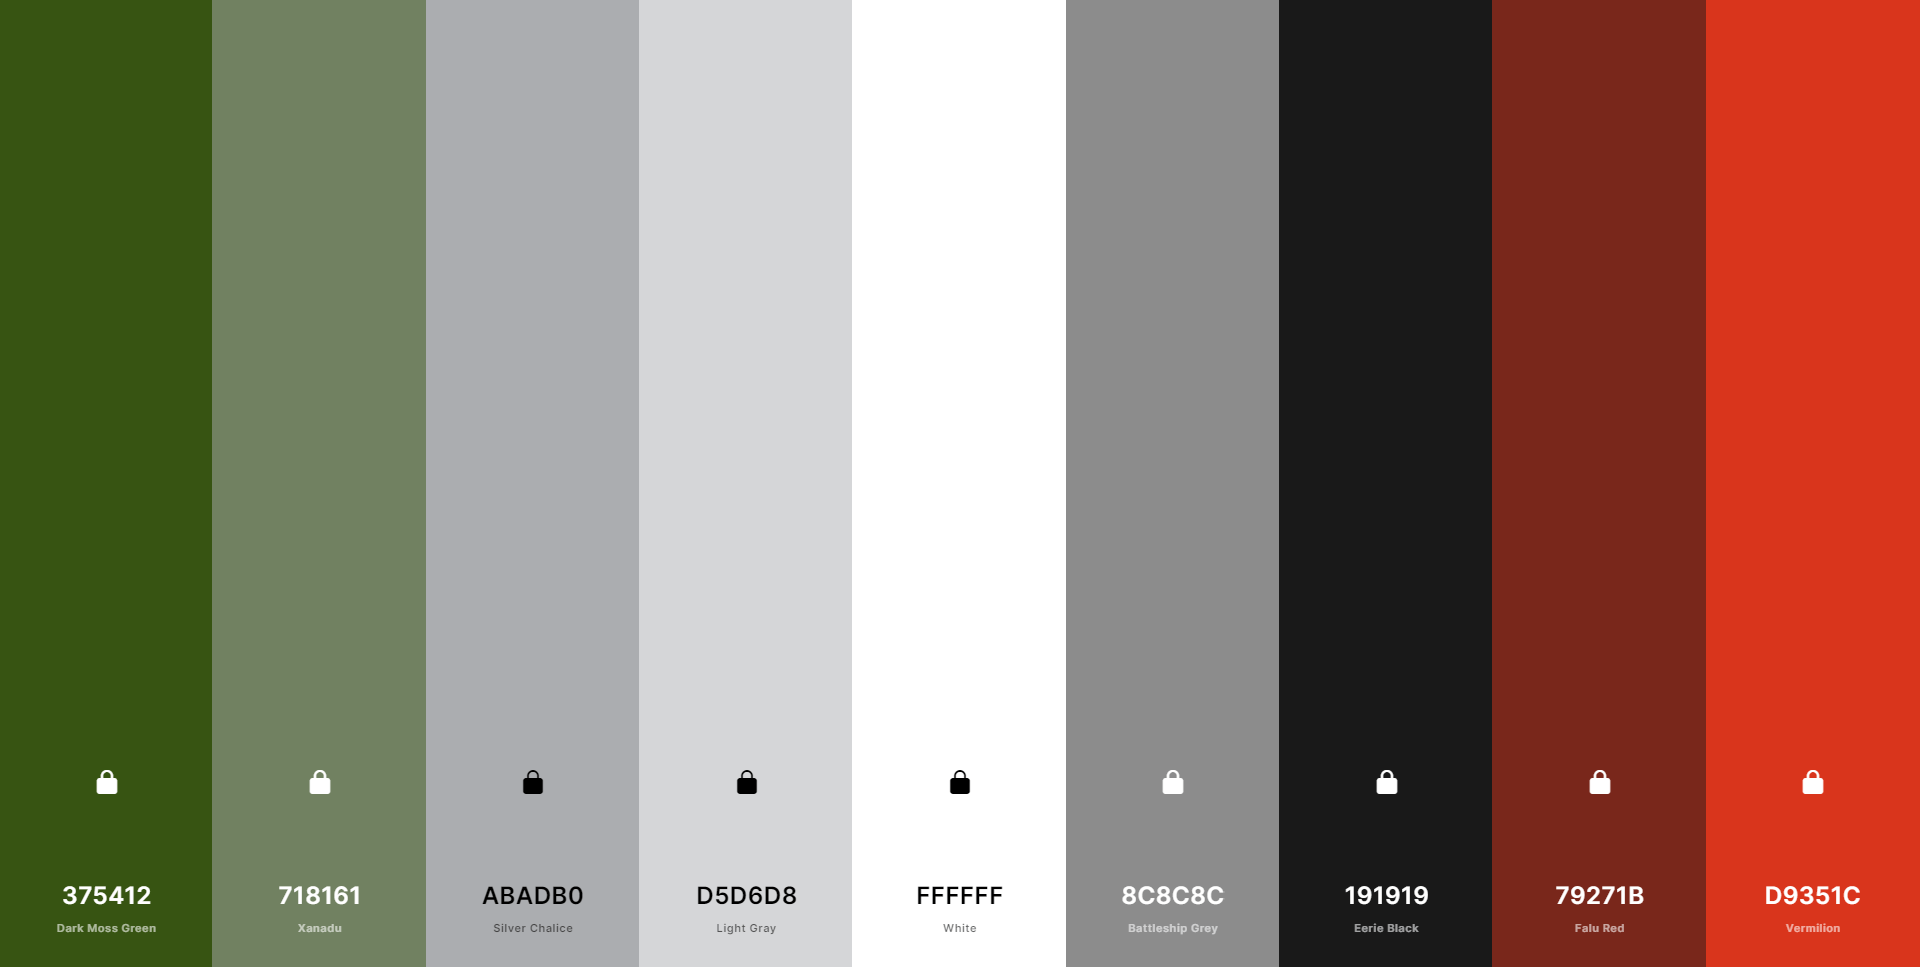 375412
Dark Moss Green
718161
Xanadu
ABADB0
Silver Chalice
D5D6D8
Light Gray
FFFFFF
White
8C8C8C
Battleship Grey
191919
Eerie Black
79271B
Falu Red
D9351C
Vermilion